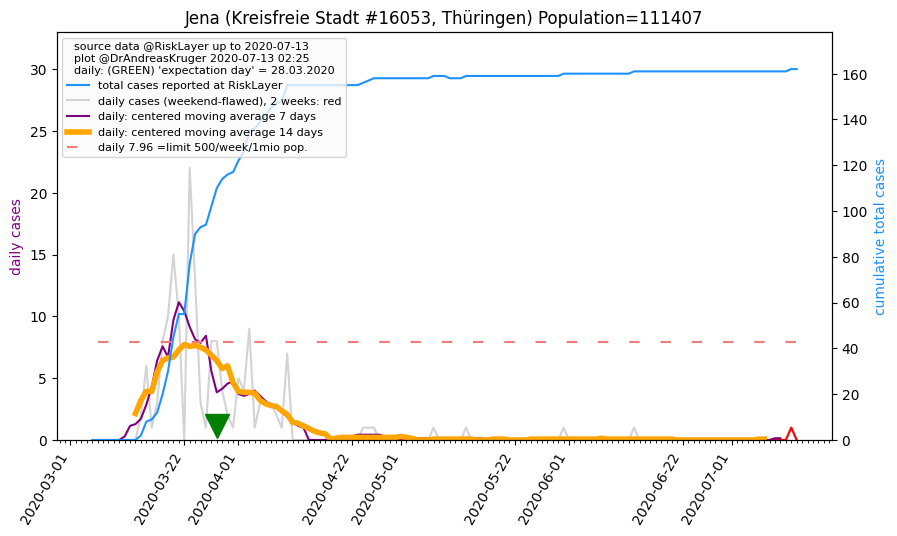 Jena (Kreisfreie Stadt #16053, Thüringen) Population=111407
source data @RiskLayer up to 2020-07-13
plot @DrAndreasKruger 2020-07-13 02:25
daily: (GREEN) 'expectation day' = 28.03.2020
total cases reported at RiskLayer
daily cases (weekend-flawed), 2 weeks: red
daily: centered moving average 7 days
daily: centered moving average 14 days
daily 7.96 =limit 500/week/1mio pop.
daily cases
30
25
20
15
10
5
0
cumulative total cases
160
140
120
100
80
60
40
20
0
2020-03-01
2020-03-22
2020-04-01
2020-04-22
2020-05-01
2020-05-22
2020-06-01
2020-06-22
2020-07-01